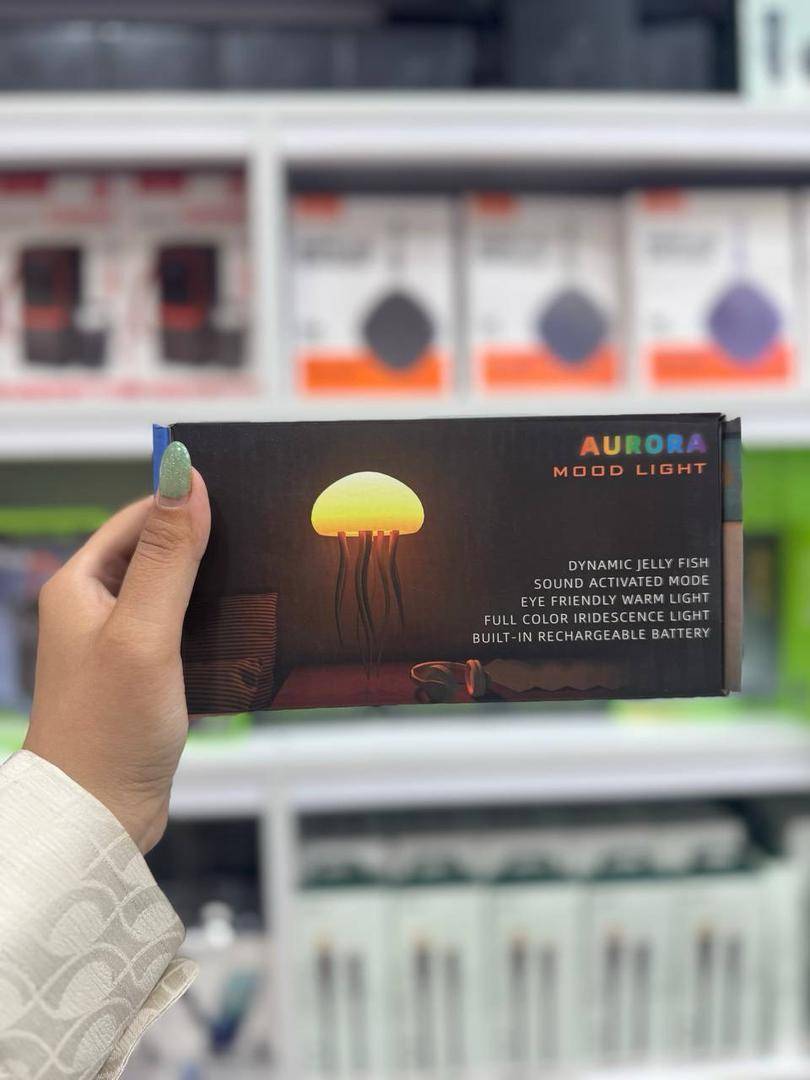 AURORA
MOOD LIGHT
DYNAMIC JELLY FISH
SOUND ACTIVATED MODE
EYE FRIENDLY WARM LIGHT
FULL COLOR IRIDESCENCE LIGHT
BUILT-IN RECHARGEABLE BATTERY